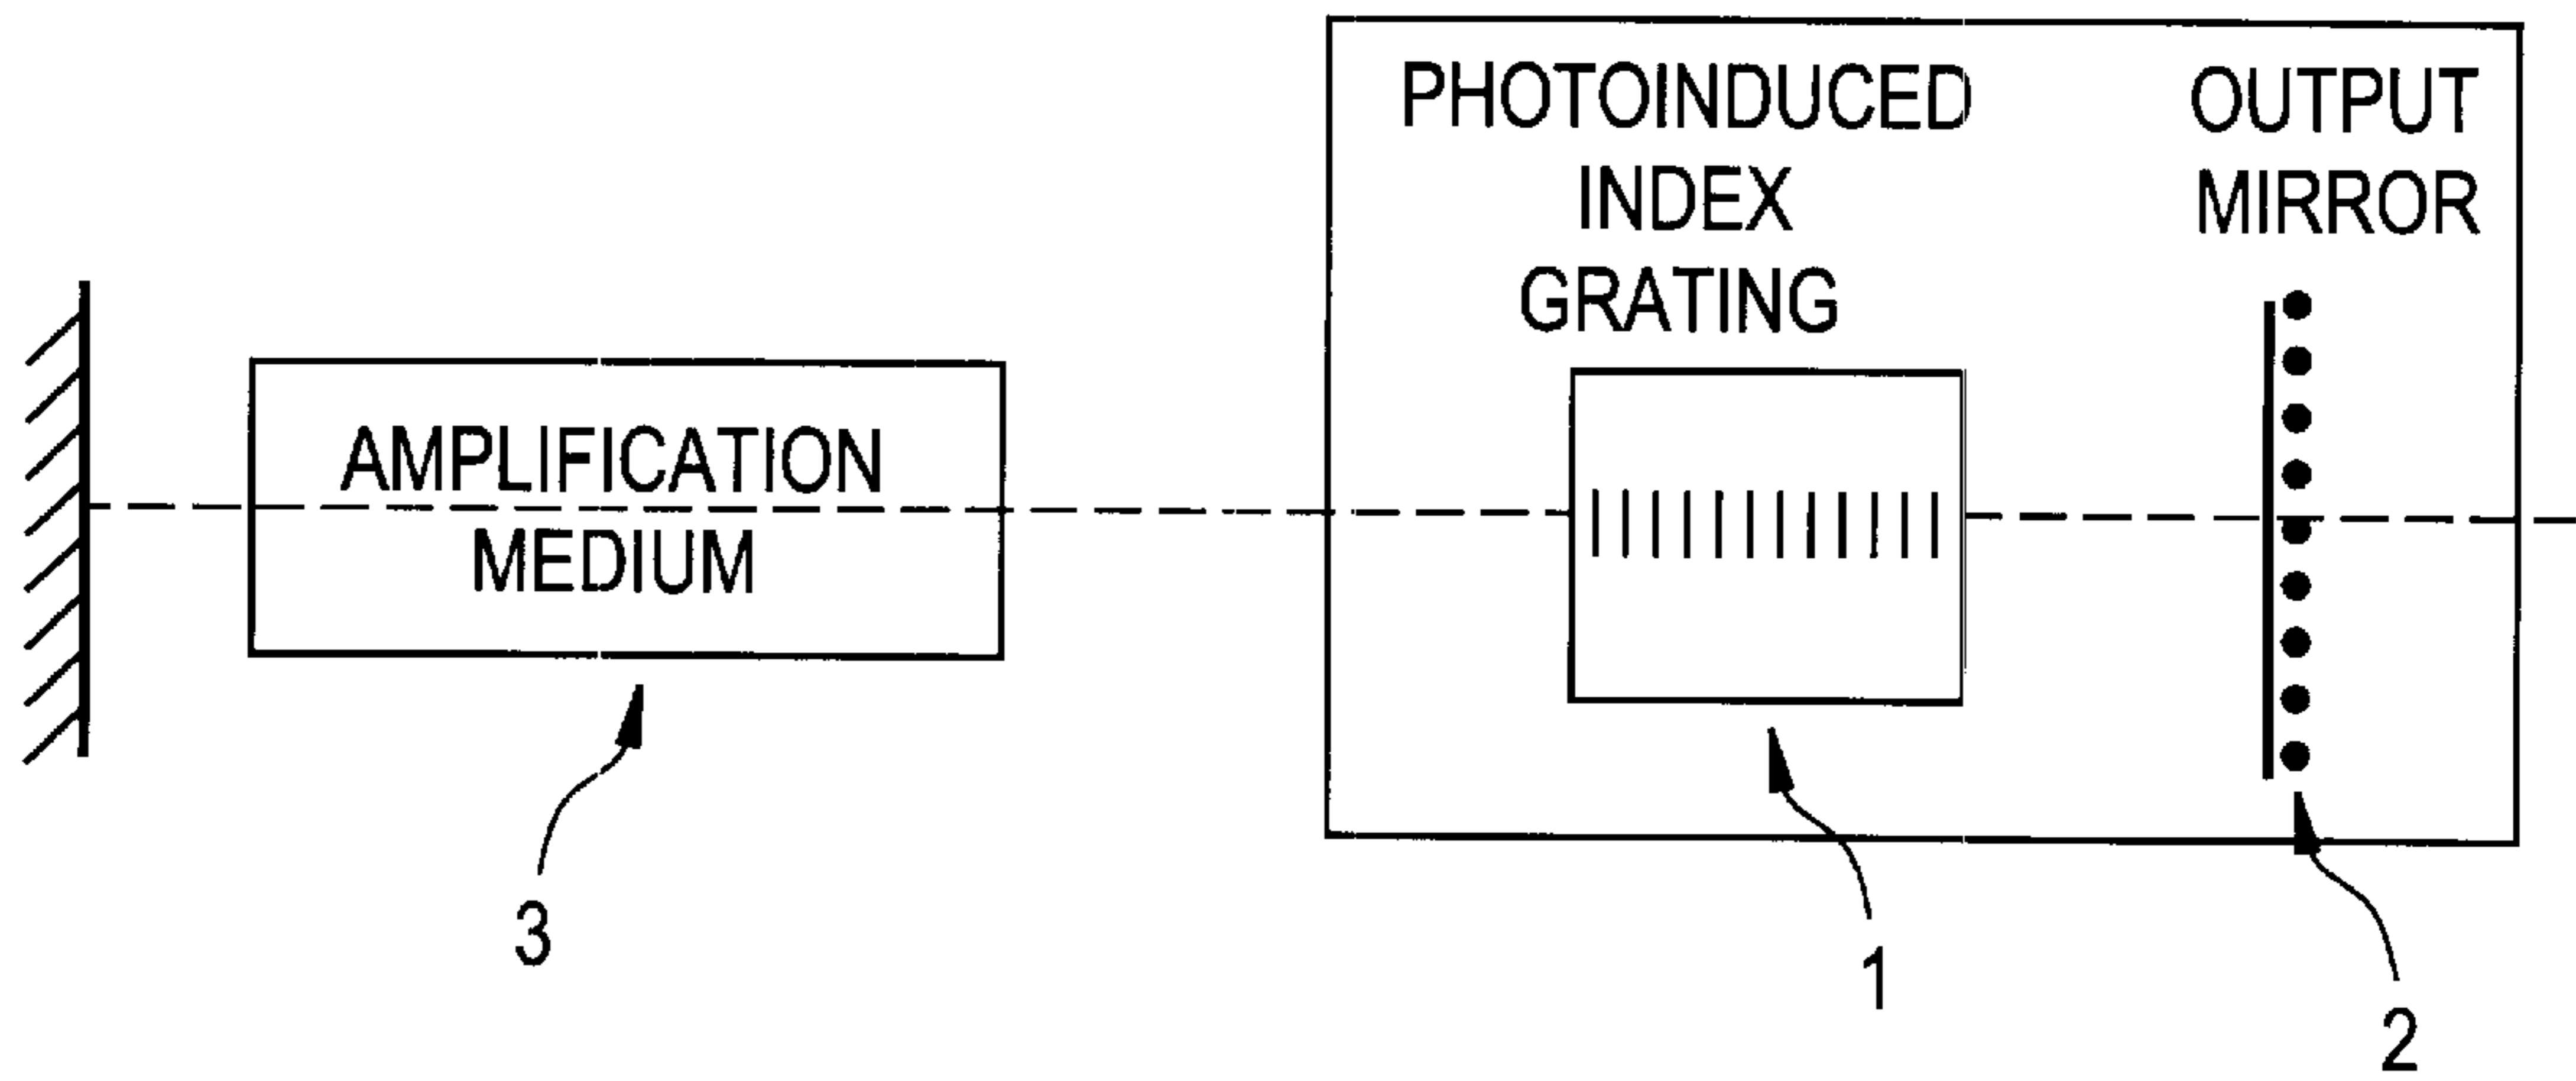 PHOTOINDUCED
INDEX
GRATING
OUTPUT
MIRROR
AMPLIFICATION
MEDIUM
3
1
2